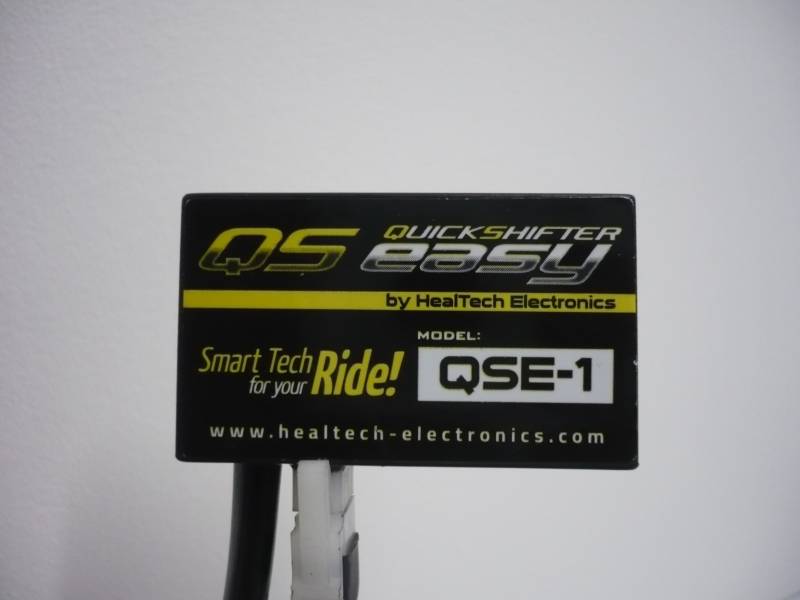 QS QUICKSHIFTER
easy
by HealTech Electronics
MODEL:
Smart Tech
for your Ride!
QSE-1
www.healtech-electronics.com